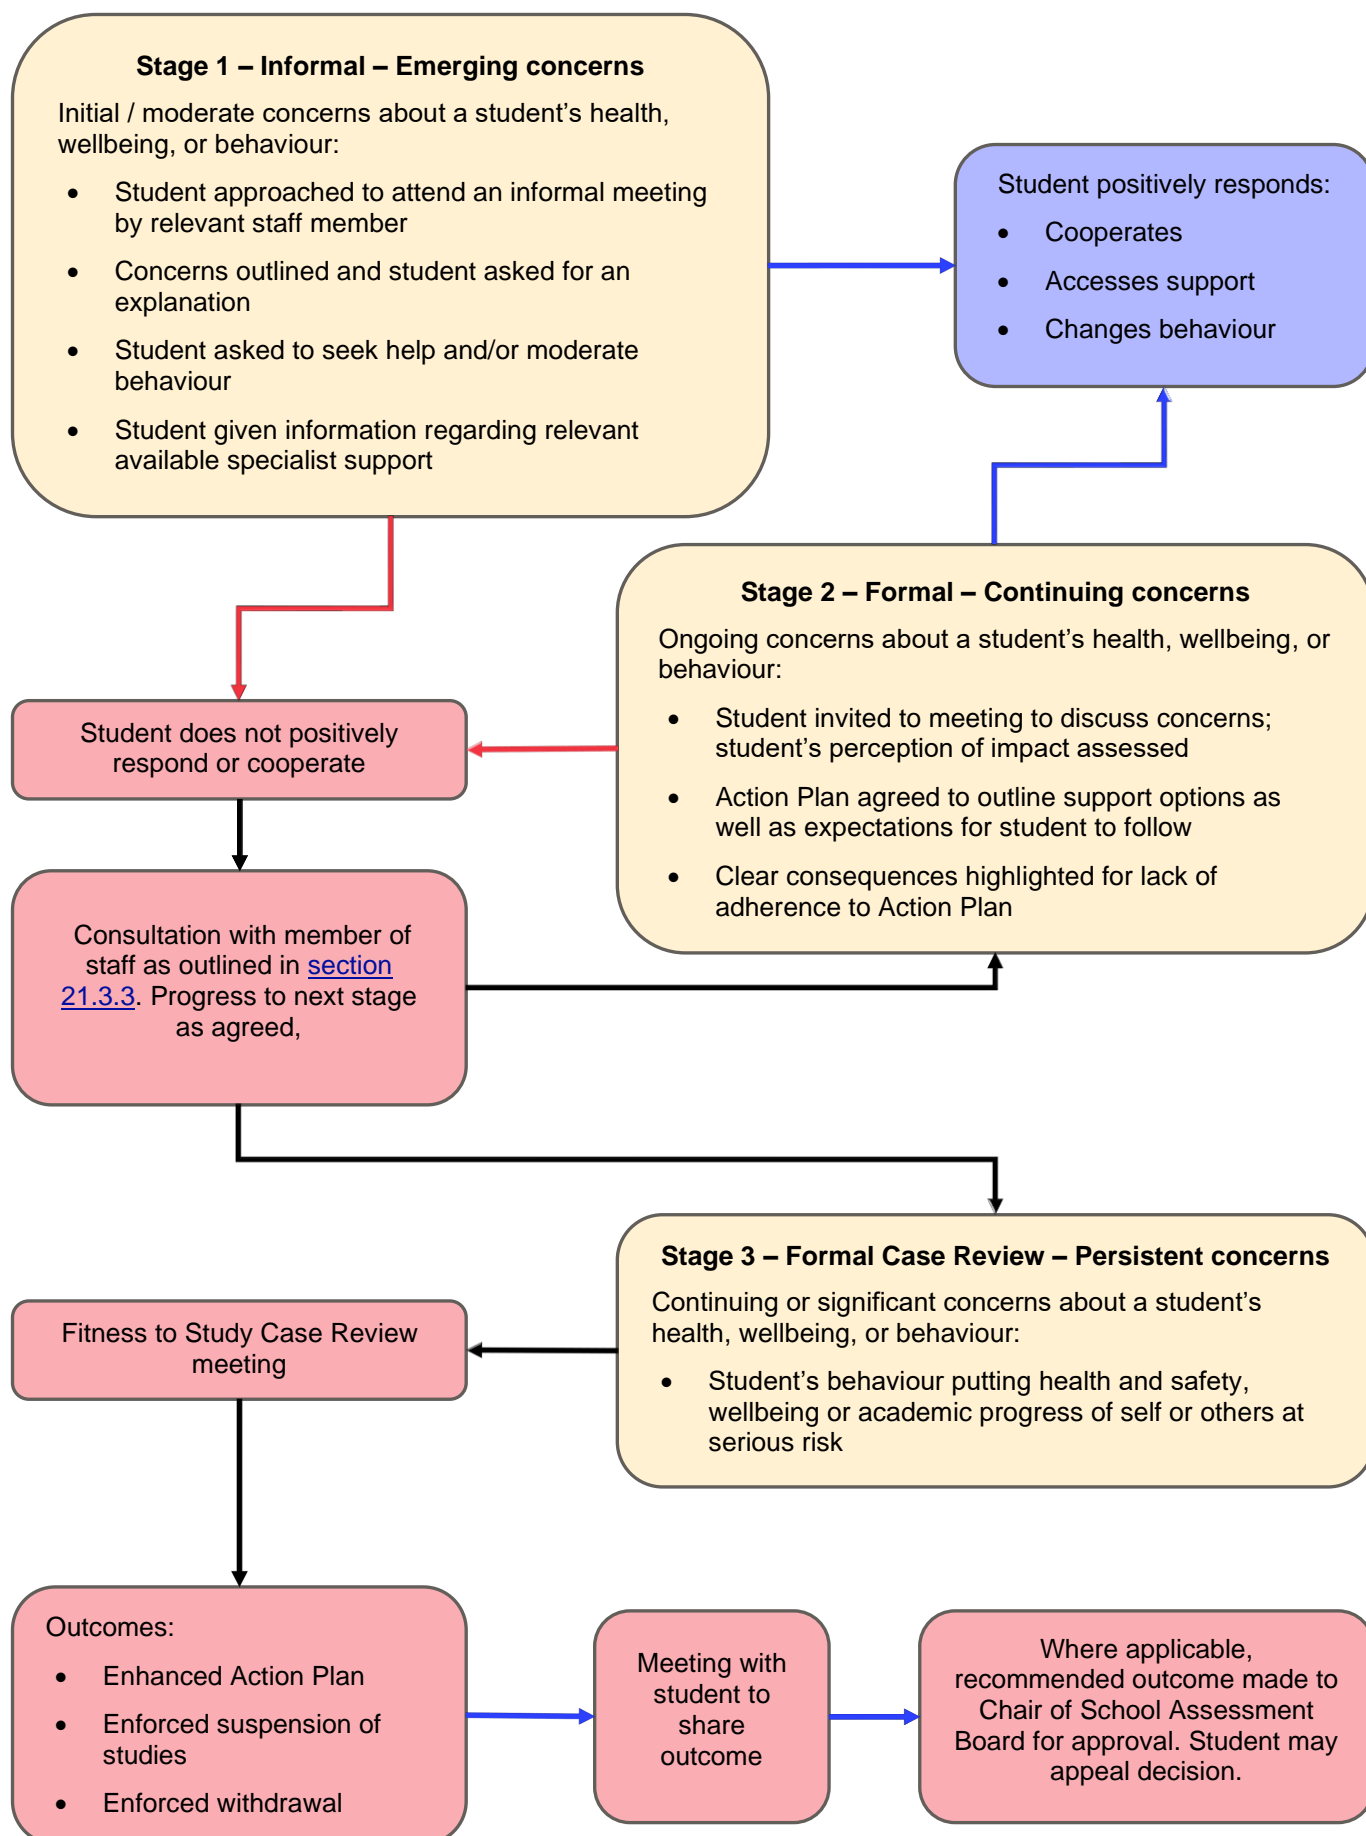 Stage 1 – Informal – Emerging concerns
Initial / moderate concerns about a student’s health,
wellbeing, or behaviour:
• Student approached to attend an informal meeting
by relevant staff member
• Concerns outlined and student asked for an
explanation
• Student asked to seek help and/or moderate
behaviour
• Student given information regarding relevant
available specialist support
Student positively responds:
• Cooperates
• Accesses support
• Changes behaviour
Stage 2 – Formal – Continuing concerns
Ongoing concerns about a student’s health, wellbeing, or
behaviour:
• Student invited to meeting to discuss concerns;
student’s perception of impact assessed
• Action Plan agreed to outline support options as
well as expectations for student to follow
• Clear consequences highlighted for lack of
adherence to Action Plan
Student does not positively
respond or cooperate
Consultation with member of
staff as outlined in section
21.3.3. Progress to next stage
as agreed,
Stage 3 – Formal Case Review – Persistent concerns
Continuing or significant concerns about a student’s
health, wellbeing, or behaviour:
• Student’s behaviour putting health and safety,
wellbeing or academic progress of self or others at
serious risk
Fitness to Study Case Review
meeting
Outcomes:
• Enhanced Action Plan
• Enforced suspension of
studies
• Enforced withdrawal
Meeting with
student to
share
outcome
Where applicable,
recommended outcome made to
Chair of School Assessment
Board for approval. Student may
appeal decision.